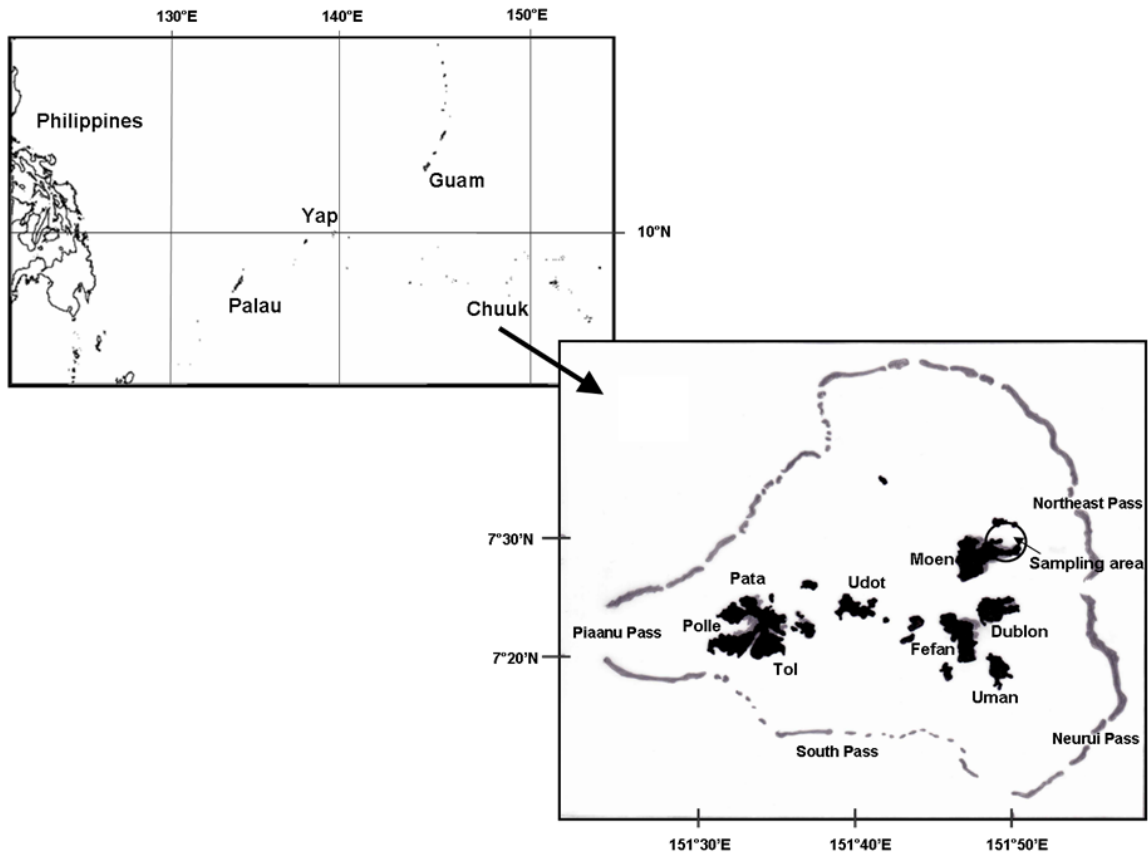 130°E
140°E
150°E
Philippines
Guam
Yap
10°N
Palau
Chuuk
Northeast Pass
7°30'N
Moen
Sampling area
Pata
Udot
Polle
Piaanu Pass
Dublon
Fefan
7°20'N
Tol
Uman
Neurui Pass
South Pass
151°30'E
151°40'E
151°50'E